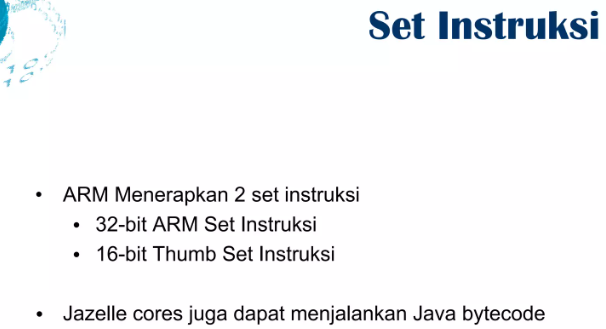 Set Instruksi
• ARM Menerapkan 2 set instruksi
• 32-bit ARM Set Instruksi
• 16-bit Thumb Set Instruksi
• Jazelle cores juga dapat menjalankan Java bytecode